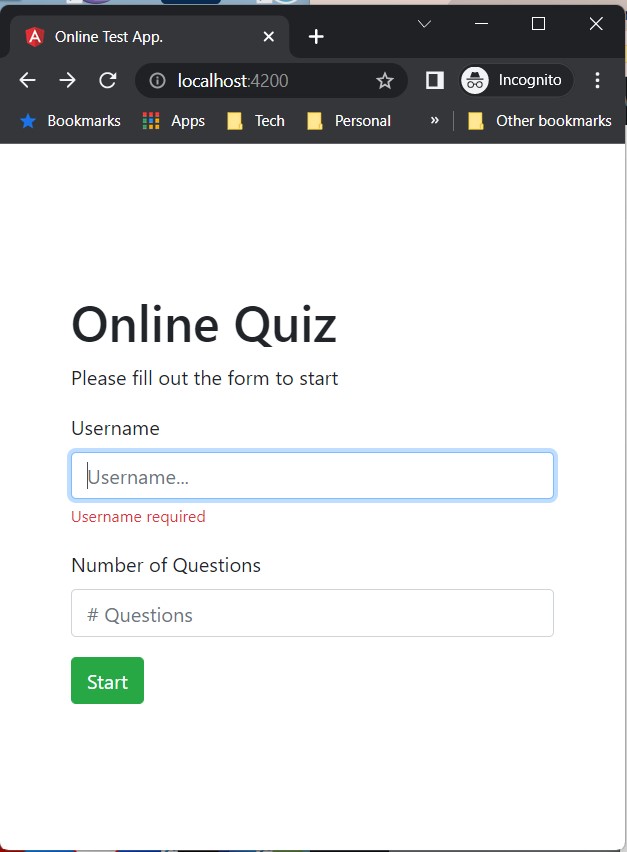 Online Test App.
localhost:4200
Incognito
Bookmarks Apps Tech Personal » Other bookmarks
Online Quiz
Please fill out the form to start
Username
Username...
Username required
Number of Questions
# Questions
Start